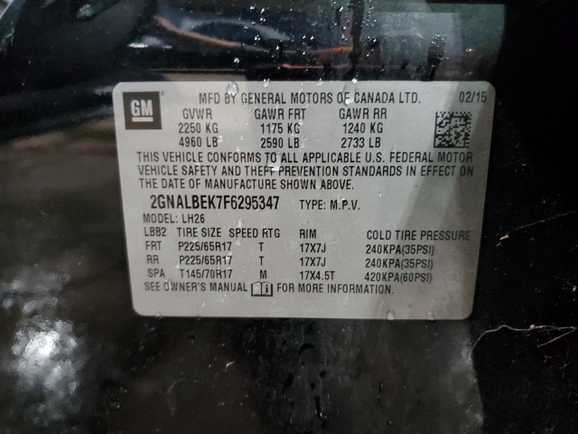 GM MFD BY GENERAL MOTORS OF CANADA LTD. 02/15
GVWR GAWR FRT GAWR RR
2250 KG 1175 KG 1240 KG
4960 LB 2590 LB 2733 LB
THIS VEHICLE CONFORMS TO ALL APPLICABLE U.S. FEDERAL MOTOR
VEHICLE SAFETY AND THEFT PREVENTION STANDARDS IN EFFECT ON
THE DATE OF MANUFACTURE SHOWN ABOVE.
2GNALBEK7F6295347 TYPE: M.P.V.
MODEL: LH26
LBB2 TIRE SIZE SPEED RTG RIM COLD TIRE PRESSURE
FRT P225/65R17 T 17X7J 240KPA(35PSI)
RR P225/65R17 T 17X7J 240KPA(35PSI)
SPA T145/70R17 M 17X4.5T 420KPA(60PSI)
SEE OWNER'S MANUAL FOR MORE INFORMATION.